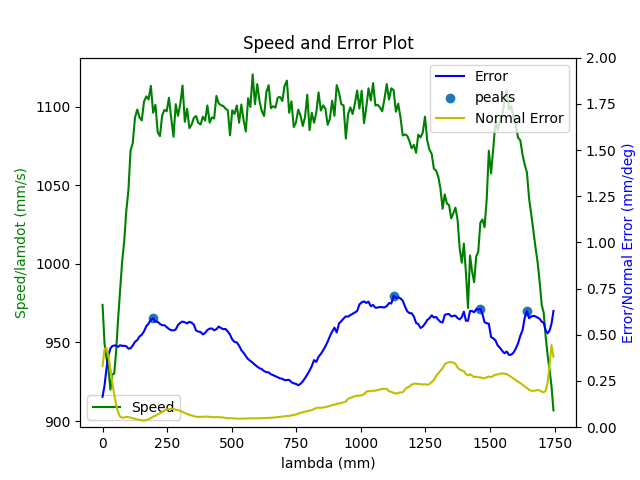 Speed and Error Plot
Error
peaks
Normal Error
Speed
Speed/lamdot (mm/s)
1100
1050
1000
950
900
2.00
1.75
1.50
1.25
1.00
0.75
0.50
0.25
0.00
Error/Normal Error (mm/deg)
0 250 500 750 1000 1250 1500 1750
lambda (mm)